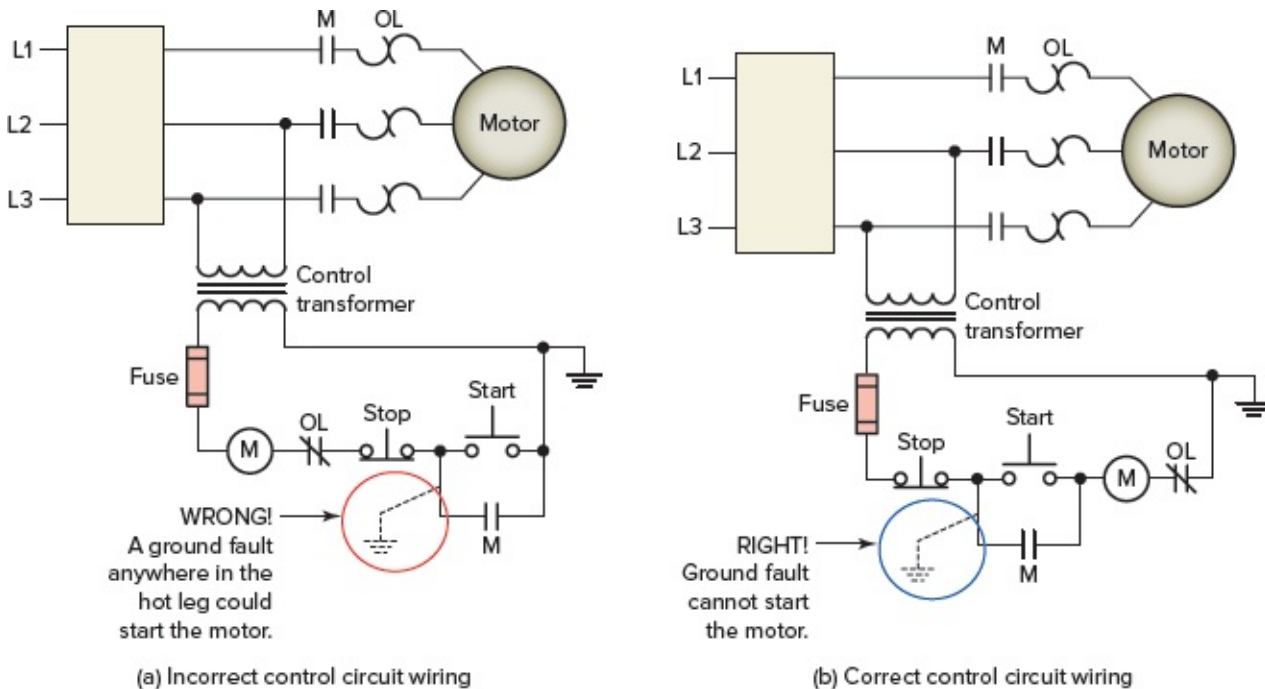 M OL
L1
L2
Motor
L3
Control
transformer
Fuse
Start
Stop
OL
M
WRONG!
A ground fault
anywhere in the
hot leg could
start the motor.
M
(a) Incorrect control circuit wiring
M OL
L1
L2
Motor
L3
Control
transformer
Fuse
Start
Stop
OL
M
RIGHT!
Ground fault
cannot start
the motor.
M
(b) Correct control circuit wiring